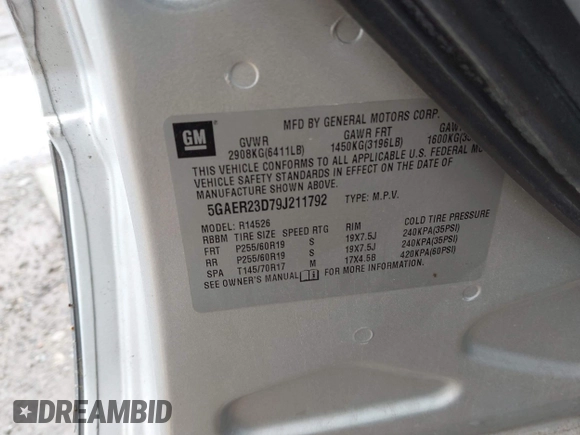 MFD BY GENERAL MOTORS CORP.
GM
GVWR GAWR FRT
2908KG(6411LB) 1450KG(3196LB) 1600KG
THIS VEHICLE CONFORMS TO ALL APPLICABLE U.S. FEDERAL
VEHICLE SAFETY STANDARDS IN EFFECT ON THE DATE OF
MANUFACTURE SHOWN ABOVE.
5GAER23D79J211792 TYPE: M.P.V.
MODEL: R14526
RBBM TIRE SIZE SPEED RTG RIM COLD TIRE PRESSURE
FRT P255/60R19 S 19X7.5J 240KPA(35PSI)
RR P255/60R19 S 19X7.5J 240KPA(35PSI)
SPA T145/70R17 M 17X4.5B 420KPA(60PSI)
SEE OWNER'S MANUAL FOR MORE INFORMATION
DREAMBID